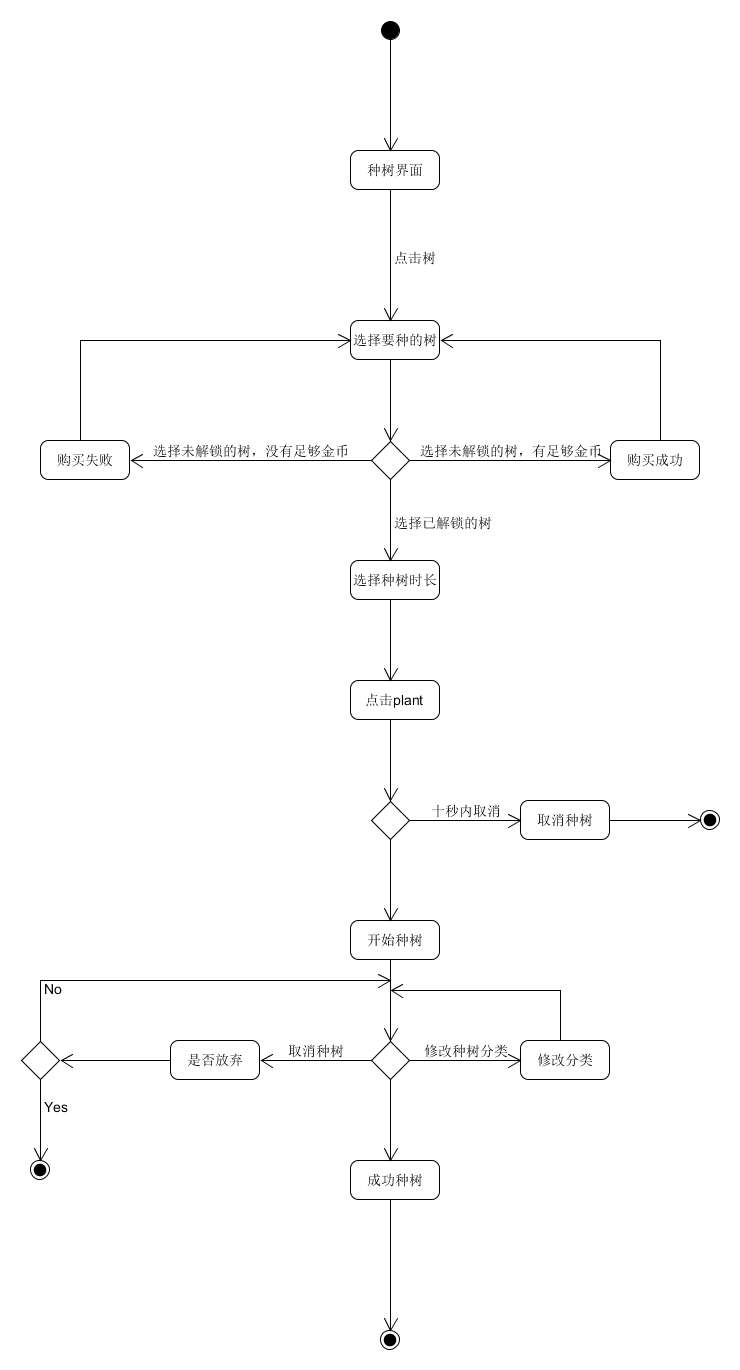 种树界面
点击树
选择要种的树
选择未解锁的树，没有足够金币
选择未解锁的树，有足够金币
购买失败
购买成功
选择已解锁的树
选择种树时长
点击plant
十秒内取消
取消种树
开始种树
No
取消种树
修改种树分类
是否放弃
修改分类
Yes
成功种树